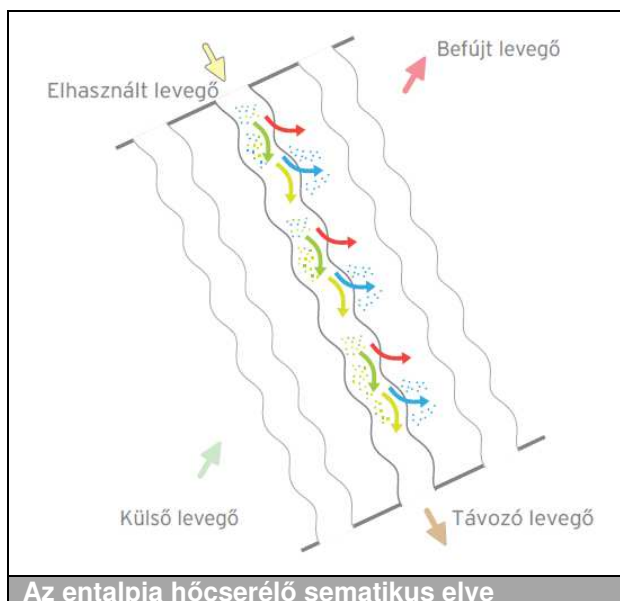 Befújt levegő
Elhasznált levegő
Külső levegő
Távozó levegő
Az entalpia hőcserélő sematikus elve